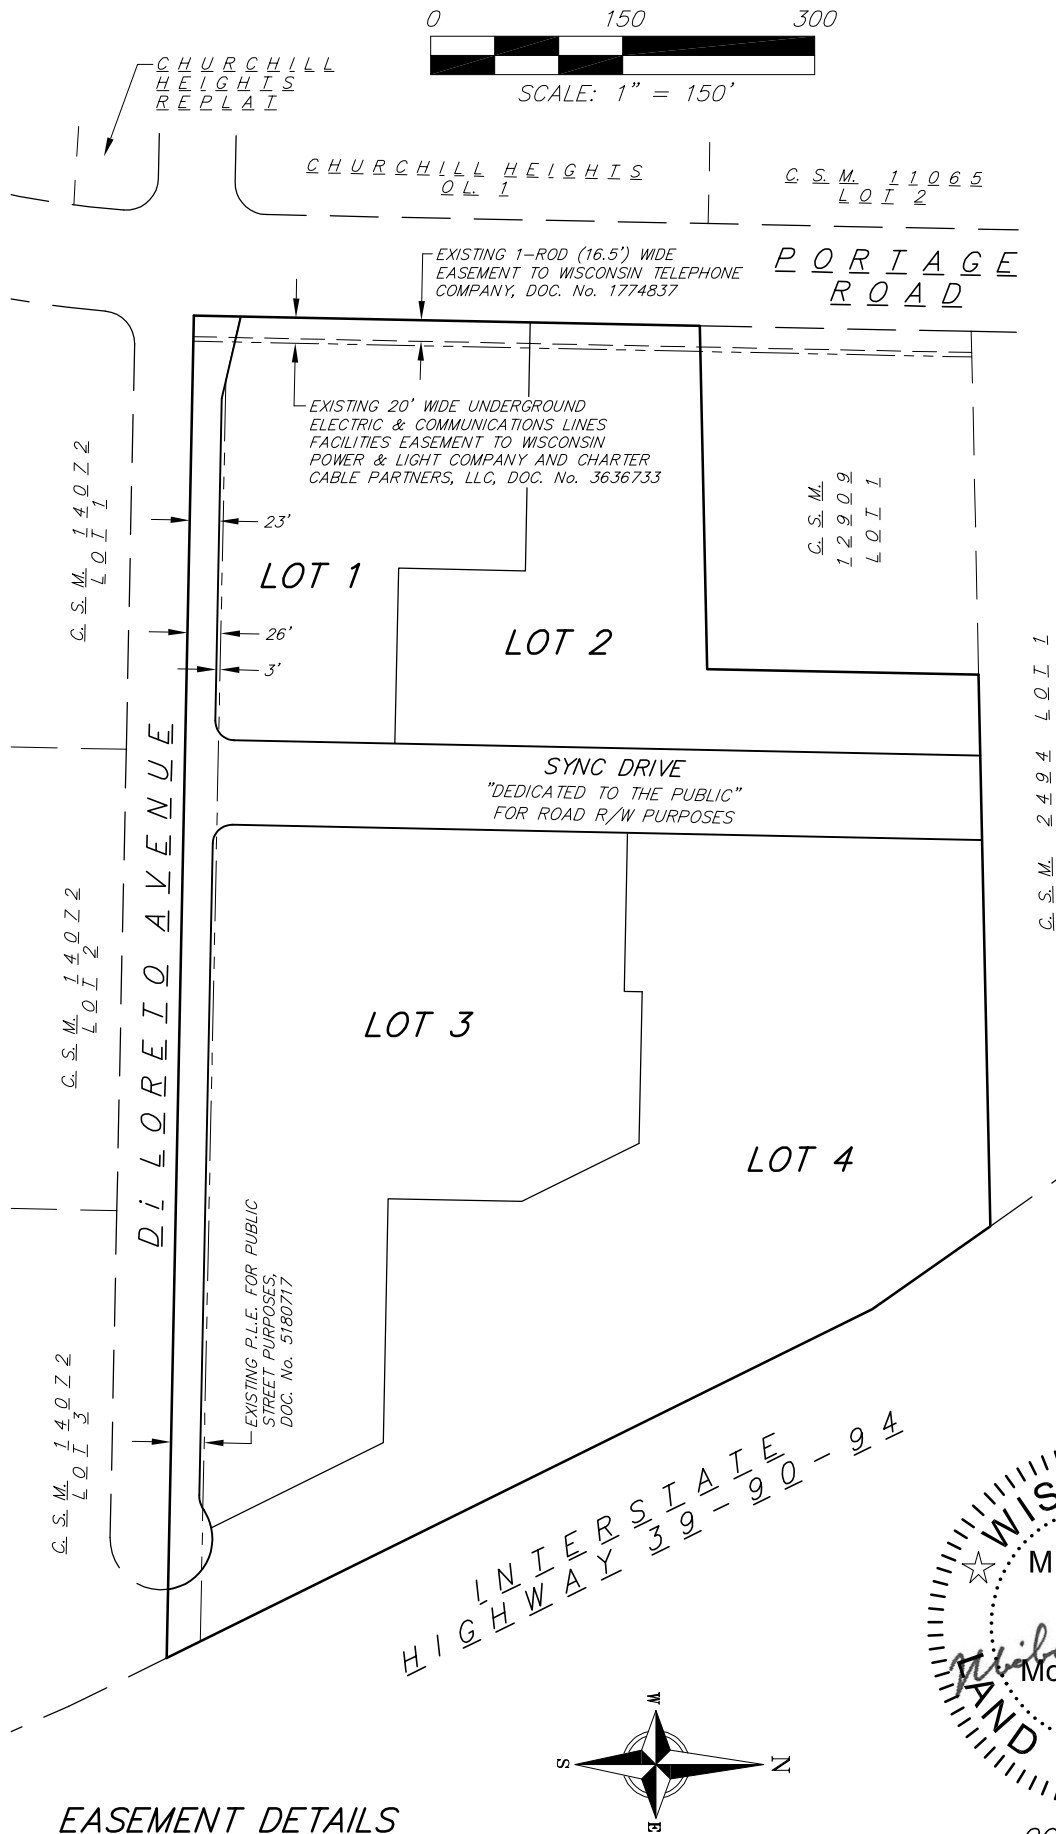 0 150 300
SCALE: 1" = 150'
CHURCHILL
HEIGHTS
REPLAT
CHURCHILL HEIGHTS
OL. 1
C. S. M. 11065
LOT 2
PORTAGE
ROAD
EXISTING 1-ROD (16.5') WIDE
EASEMENT TO WISCONSIN TELEPHONE
COMPANY, DOC. No. 1774837
EXISTING 20' WIDE UNDERGROUND
ELECTRIC & COMMUNICATIONS LINES
FACILITIES EASEMENT TO WISCONSIN
POWER & LIGHT COMPANY AND CHARTER
CABLE PARTNERS, LLC, DOC. No. 3636733
C. S. M. 14072
LOT 1
23'
C. S. M.
12909
LOT 1
LOT 1
26'
3'
LOT 2
C. S. M. 2494 LOT 1
SYNC DRIVE
"DEDICATED TO THE PUBLIC"
FOR ROAD R/W PURPOSES
Di LORETO AVENUE
C. S. M. 14072
LOT 2
LOT 3
LOT 4
EXISTING P.L.E. FOR PUBLIC
STREET PURPOSES,
DOC. No. 5180717
C. S. M. 14072
LOT 3
INTERSTATE
HIGHWAY 39-90-94
WIS
M
Mc
LAND
W
S
N
E
EASEMENT DETAILS